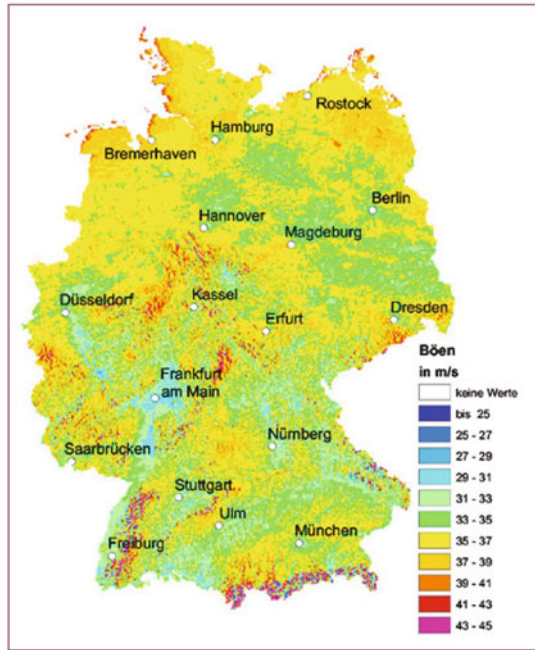 Rostock
Hamburg
Bremerhaven
Berlin
Hannover
Magdeburg
Düsseldorf
Kassel
Erfurt
Dresden
Frankfurt
am Main
Saarbrücken
Nürnberg
Stuttgart
Ulm
Freiburg
München
Böen
in m/s
keine Werte
bis 25
25 - 27
27 - 29
29 - 31
31 - 33
33 - 35
35 - 37
37 - 39
39 - 41
41 - 43
43 - 45